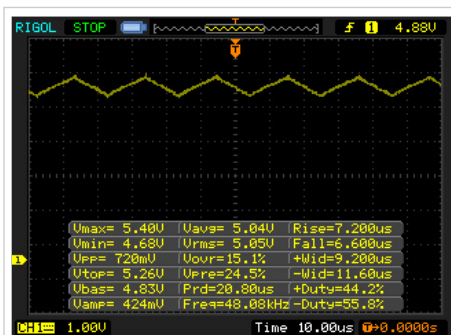 RIGOL STOP T f 1 4.88V
T
Vmax= 5.40V Vavg= 5.04V Rise=7.200us
Vmin= 4.68V Vrms= 5.05V Fall=6.600us
Vpp= 720mV Vovr=15.1% +Wid=9.200us
Vtop= 5.26V Vpre=24.5% -Wid=11.60us
Vbas= 4.83V Prd=20.80us +Duty=44.2%
Vamp= 424mV Freq=48.08kHz -Duty=55.8%
1
CH1 1.00V Time 10.00us T→0.0000s